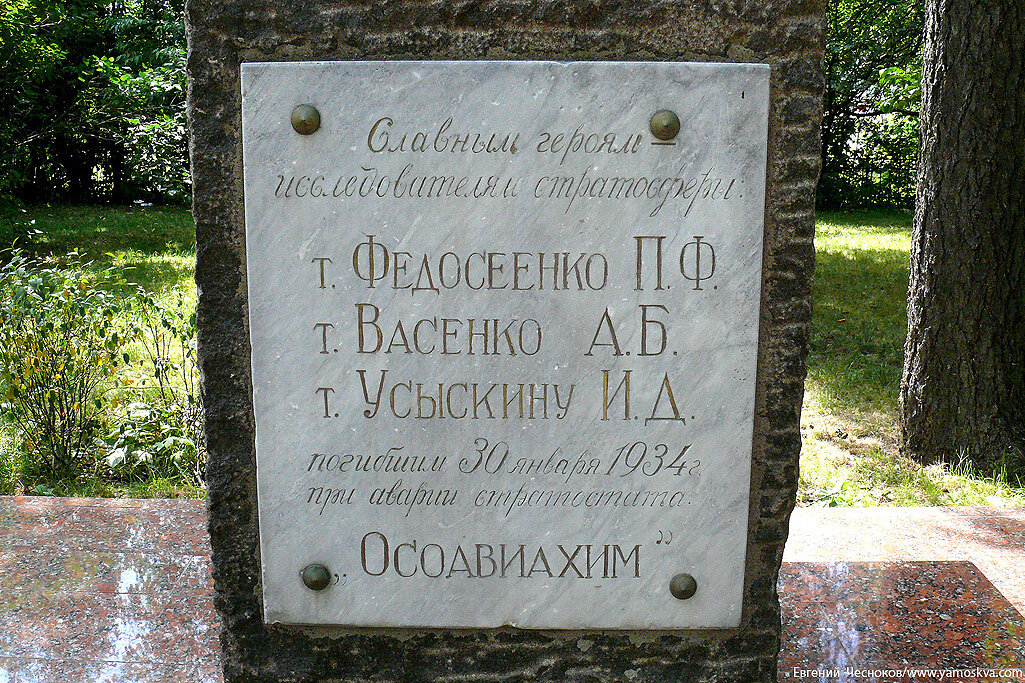 Славным героям –
исследователям стратосферы:
т. Федосеенко П.Ф.
т. Васенко А.Б.
т. Усыскину И.Д.
погибшим 30 января 1934 г.
при аварии стратостата.
„Осоавиахим”
Евгений Чесноков/www.yamoskva.com